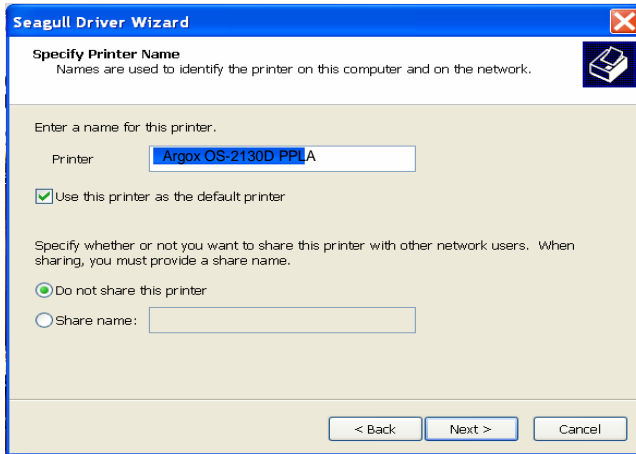 Seagull Driver Wizard
Specify Printer Name
Names are used to identify the printer on this computer and on the network.
Enter a name for this printer.
Printer Argox OS-2130D PPLA
Use this printer as the default printer
Specify whether or not you want to share this printer with other network users. When
sharing, you must provide a share name.
Do not share this printer
Share name:
< Back Next > Cancel